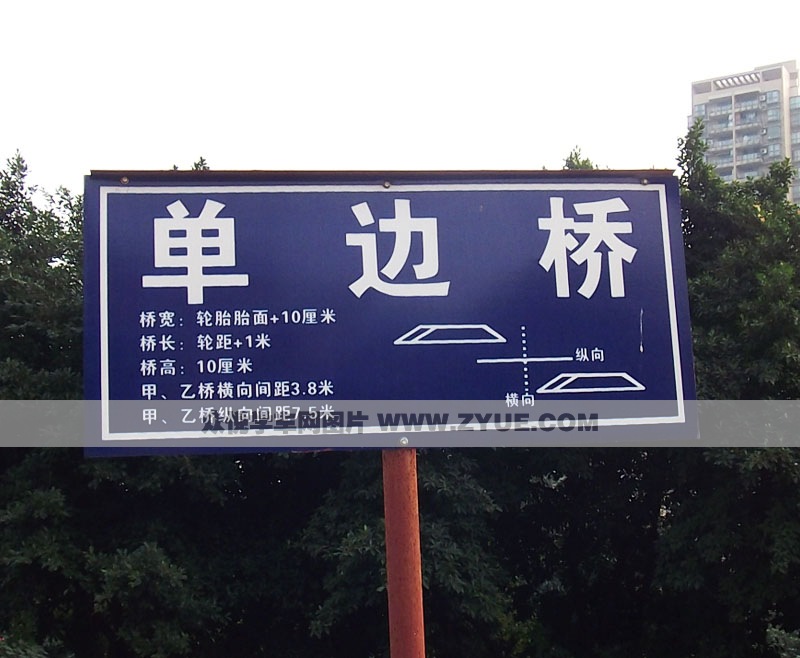 单边桥
桥宽：轮胎胎面+10厘米
桥长：轮距+1米
桥高：10厘米
甲、乙桥横向间距3.8米
甲、乙桥纵向间距7.5米
纵向
横向
学车网图片 WWW.ZYUE.COM